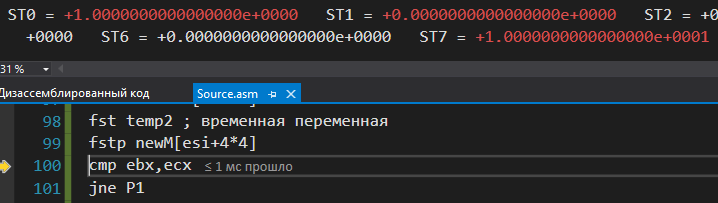 ST0 = +1.0000000000000000e+0000 ST1 = +0.0000000000000000e+0000 ST2 = +0
+0000 ST6 = +0.0000000000000000e+0000 ST7 = +1.0000000000000000e+0001
31 %
Дизассемблированный код Source.asm
98 fst temp2 ; временная переменная
99 fstp newM[esi+4*4]
100 cmp ebx,ecx ≤ 1 мс прошло
101 jne P1